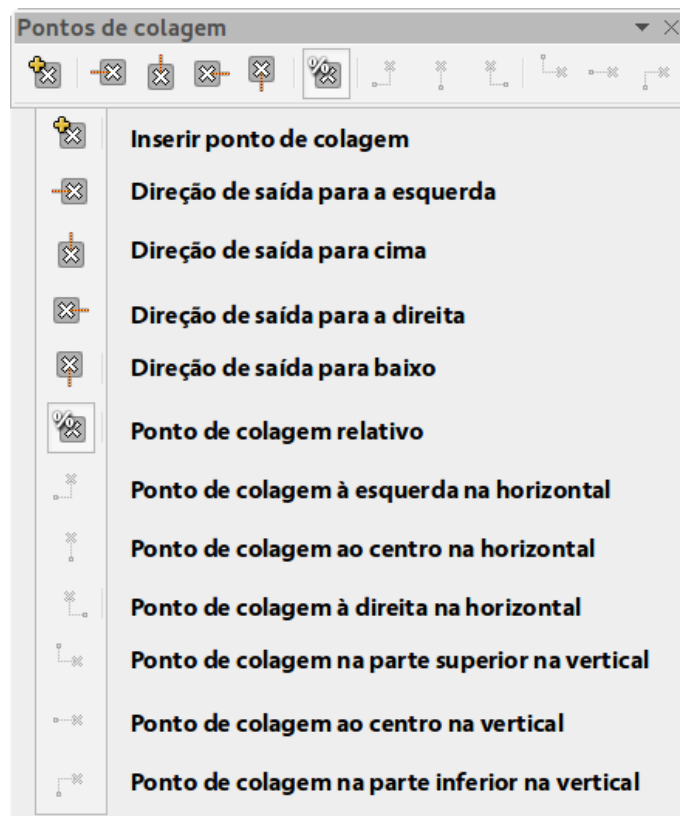 Pontos de colagem
Inserir ponto de colagem
Direção de saída para a esquerda
Direção de saída para cima
Direção de saída para a direita
Direção de saída para baixo
Ponto de colagem relativo
Ponto de colagem à esquerda na horizontal
Ponto de colagem ao centro na horizontal
Ponto de colagem à direita na horizontal
Ponto de colagem na parte superior na vertical
Ponto de colagem ao centro na vertical
Ponto de colagem na parte inferior na vertical